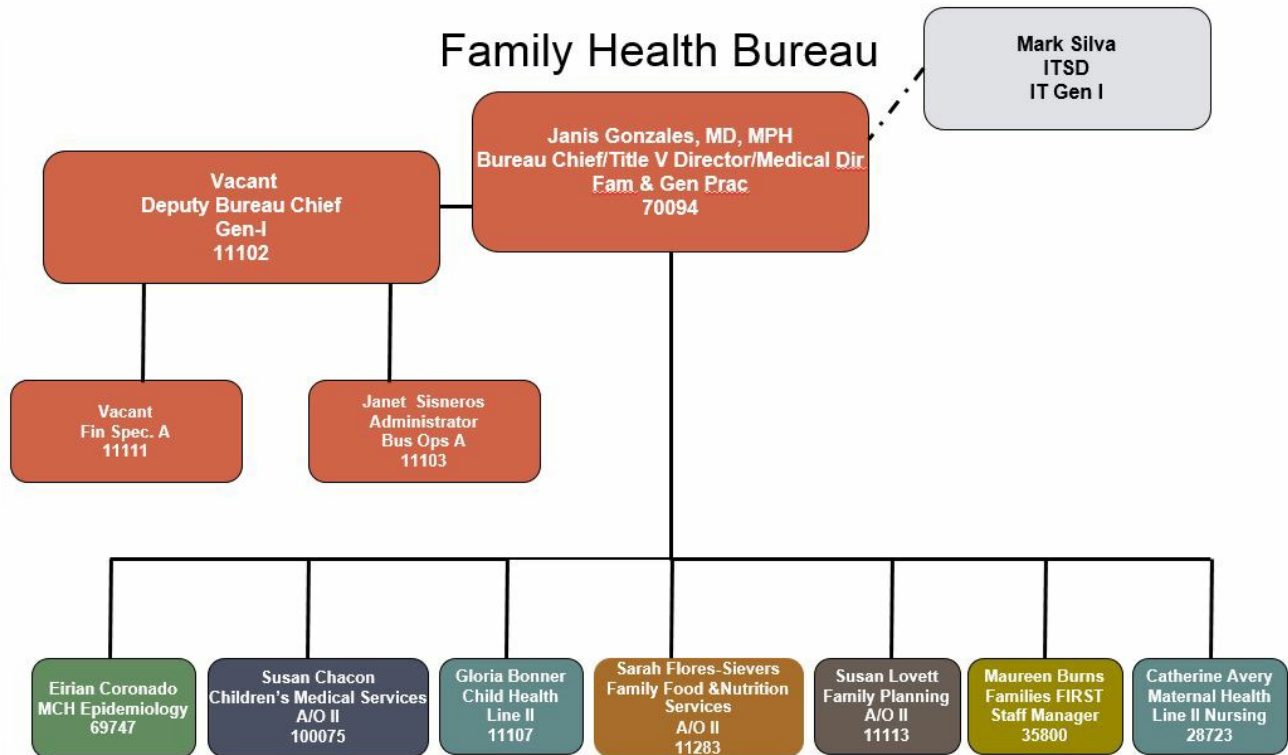 Family Health Bureau
Mark Silva
ITSD
IT Gen I
Janis Gonzales, MD, MPH
Bureau Chief/Title V Director/Medical Dir
Fam & Gen Prac
70094
Vacant
Deputy Bureau Chief
Gen-I
11102
Vacant
Fin Spec. A
11111
Janet Sisneros
Administrator
Bus Ops A
11103
Eirian Coronado
MCH Epidemiology
69747
Susan Chacon
Children's Medical Services
A/O II
100075
Gloria Bonner
Child Health
Line II
11107
Sarah Flores-Sievers
Family Food &Nutrition
Services
A/O II
11283
Susan Lovett
Family Planning
A/O II
11113
Maureen Burns
Families FIRST
Staff Manager
35800
Catherine Avery
Maternal Health
Line II Nursing
28723